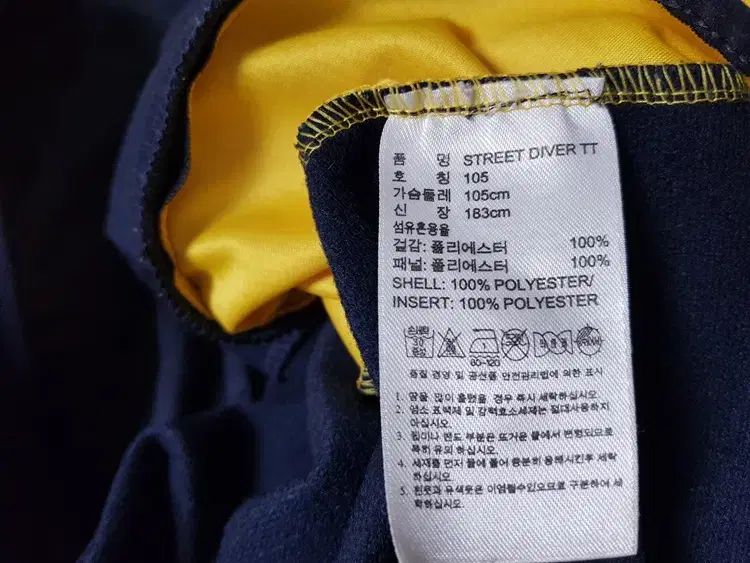 품 명 STREET DIVER TT
호 칭 105
가슴둘레 105cm
신 장 183cm
섬유혼용율
겉감: 폴리에스터 100%
패널: 폴리에스터 100%
SHELL: 100% POLYESTER/
INSERT: 100% POLYESTER
80-120
품질 경영 및 공산품 안전관리법에 의한 표시
1. 땀을 많이 흘렸을 경우 즉시 세탁하십시오.
2. 염소 표백제 및 강력효소세제는 절대사용하지
마십시오.
3. 립이나 밴드 부분은 뜨거운 물에서 변형되므로
특히 유의 하십시오.
4. 세제를 먼저 물에 풀어 충분히 용해시킨후 세탁
하십시오.
5. 흰옷과 유색옷은 이염될수있으므로 구분하여 세
탁하십시오.